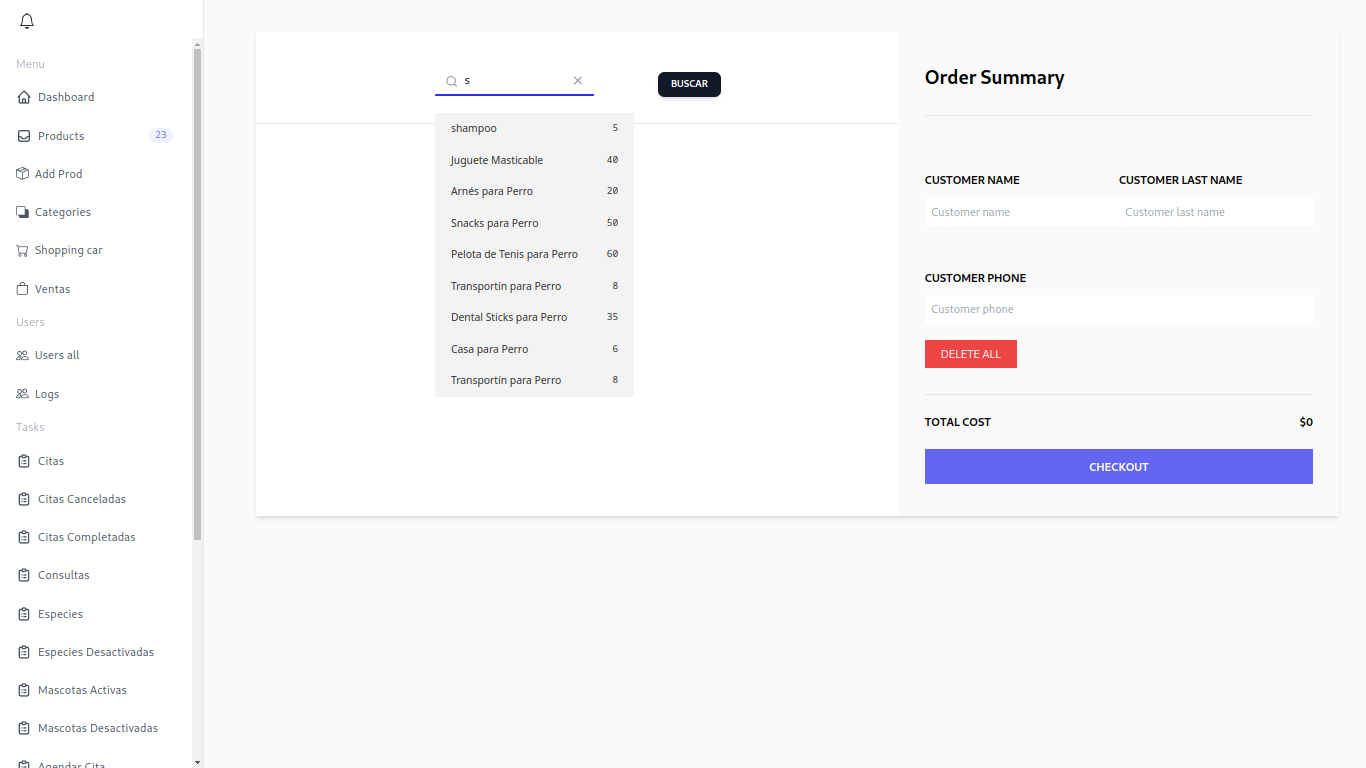 Menu
Dashboard
Products 23
Add Prod
Categories
Shopping car
Ventas
Users
Users all
Logs
Tasks
Citas
Citas Canceladas
Citas Completadas
Consultas
Especies
Especies Desactivadas
Mascotas Activas
Mascotas Desactivadas
Agendar Cita
s
BUSCAR
shampoo 5
Juguete Masticable 40
Arnés para Perro 20
Snacks para Perro 50
Pelota de Tenis para Perro 60
Transportín para Perro 8
Dental Sticks para Perro 35
Casa para Perro 6
Transportín para Perro 8
Order Summary
CUSTOMER NAME CUSTOMER LAST NAME
Customer name Customer last name
CUSTOMER PHONE
Customer phone
DELETE ALL
TOTAL COST $0
CHECKOUT